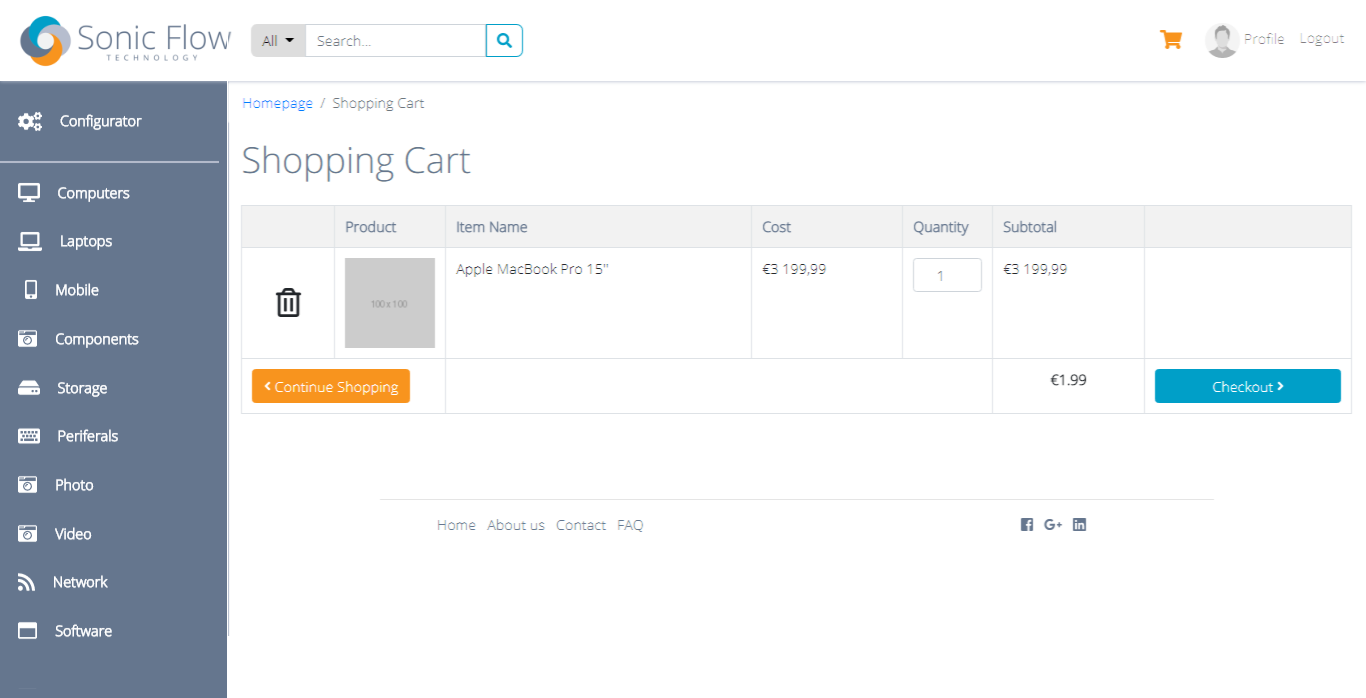 Sonic Flow
TECHNOLOGY
All
Search...
Profile
Logout
Configurator
Computers
Laptops
Mobile
Components
Storage
Periferals
Photo
Video
Network
Software
Homepage / Shopping Cart
Shopping Cart
Product Item Name Cost Quantity Subtotal
100 x 100 Apple MacBook Pro 15" €3 199,99 1 €3 199,99
Continue Shopping €1.99 Checkout
Home About us Contact FAQ